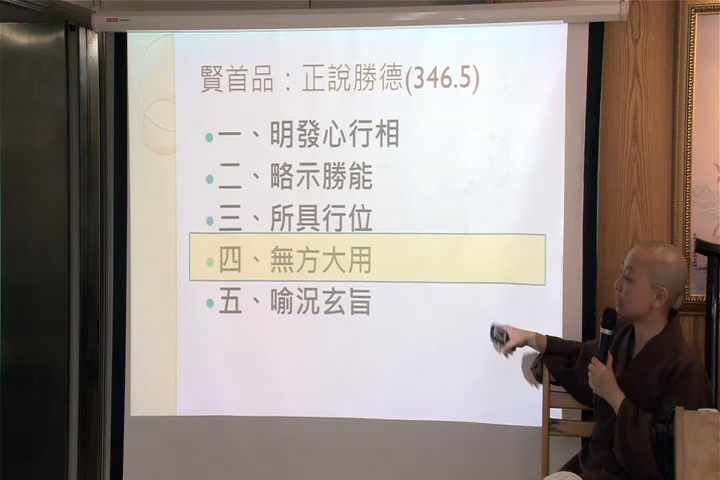 賢首品：正說勝德(346.5)
•一、明發心行相
•二、略示勝能
•三、所具行位
•四、無方大用
•五、喻況玄旨